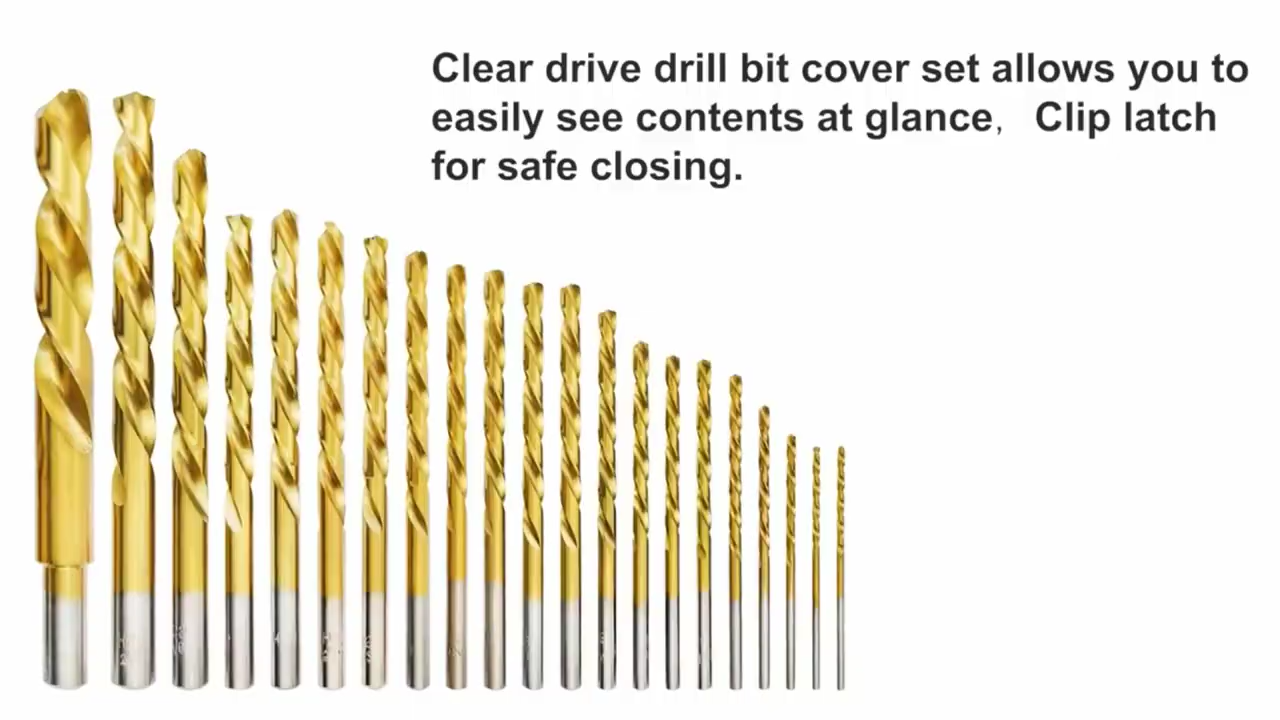 Clear drive drill bit cover set allows you to
easily see contents at glance， Clip latch
for safe closing.